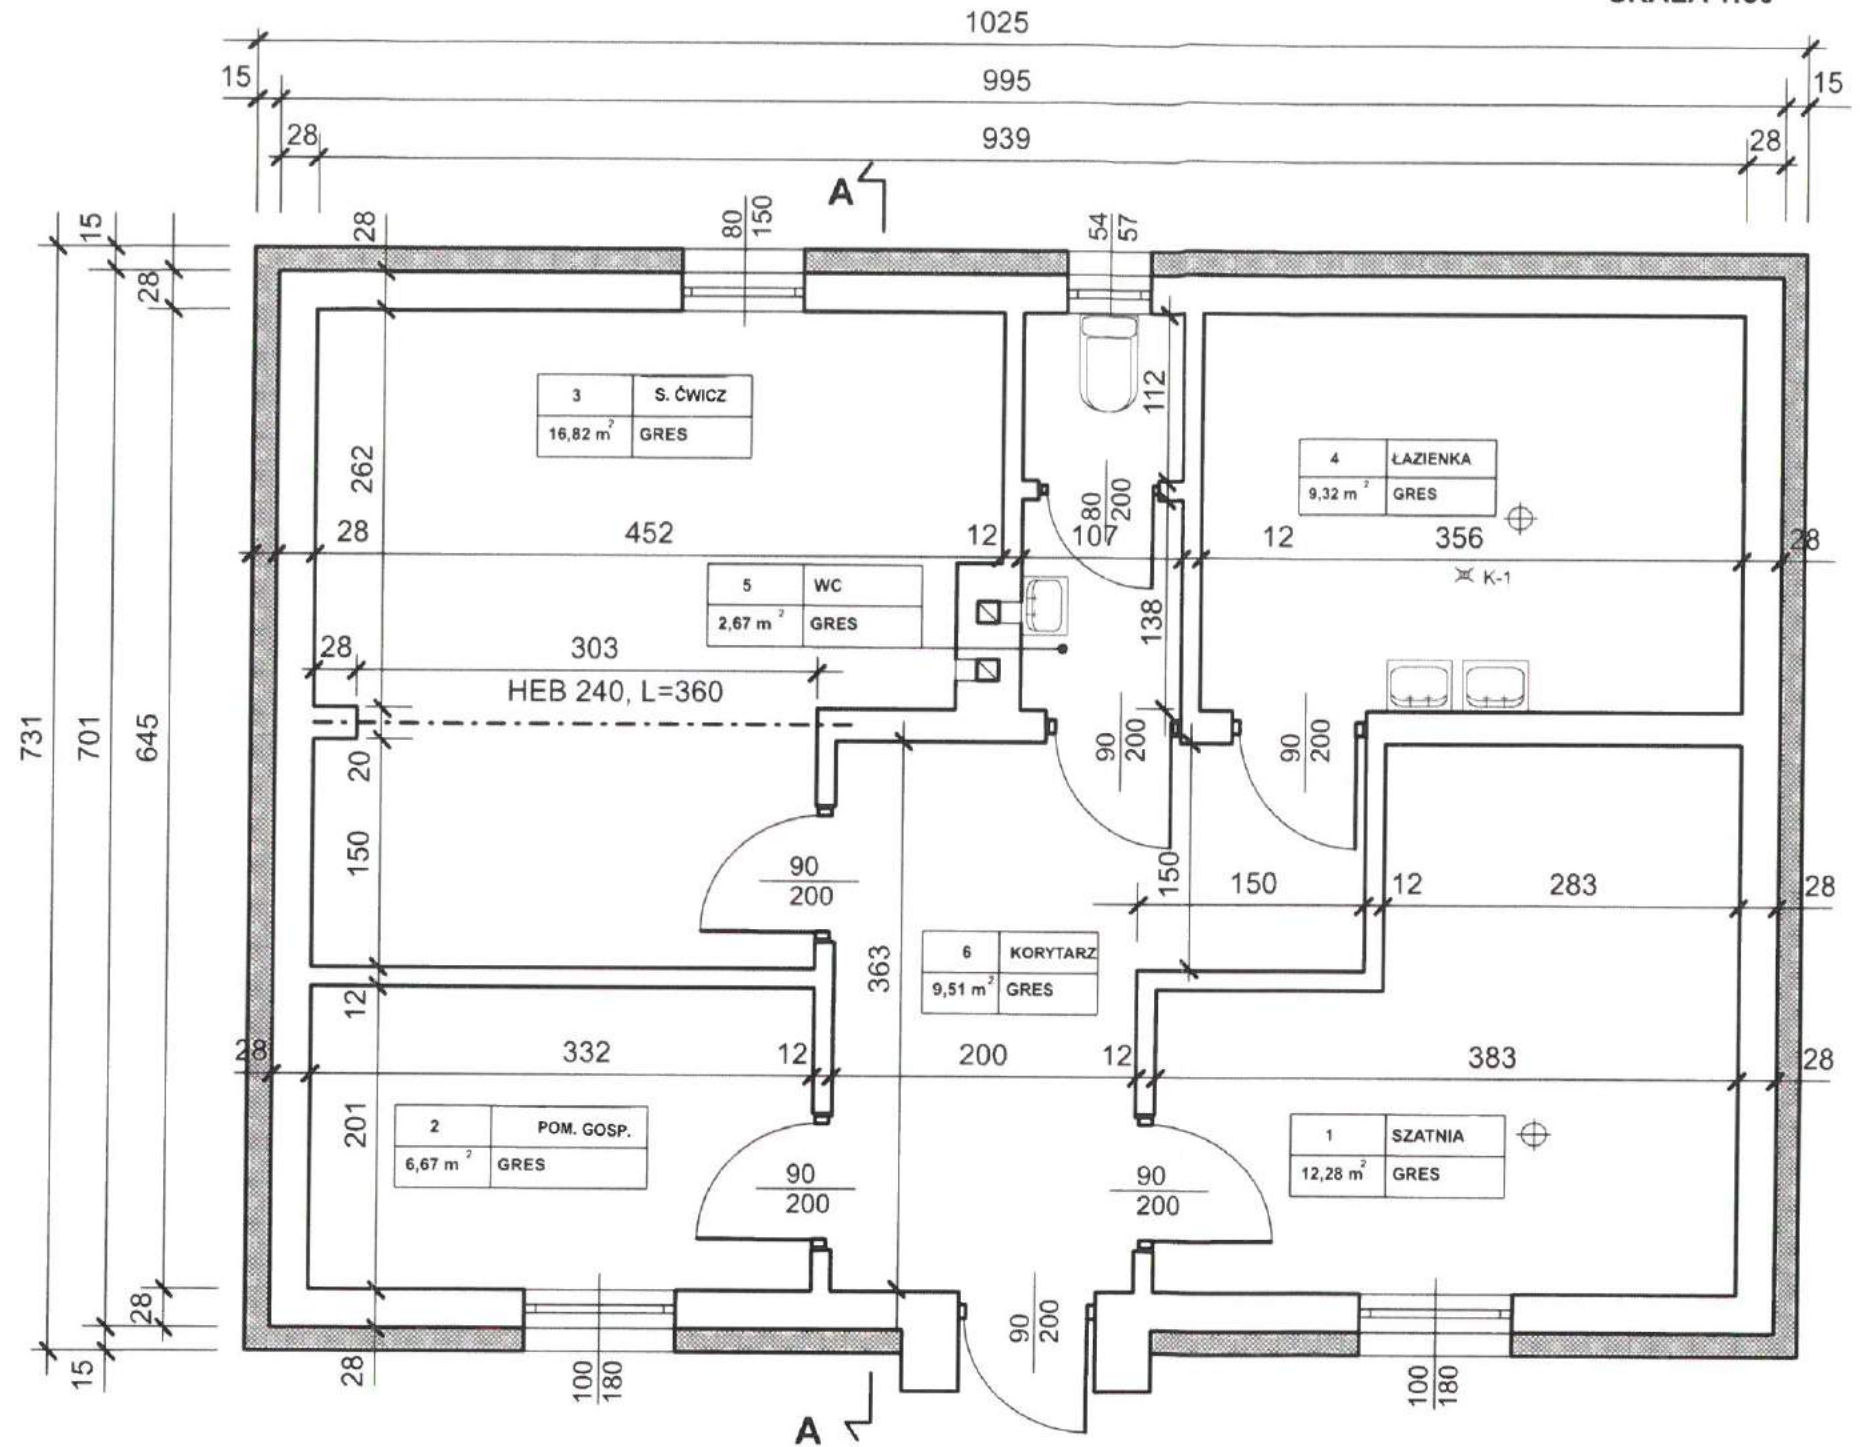 1025
15 995 15
28 939 28
A
15
28
28
80
150
54
57
3 S. ĆWICZ
16,82 m² GRES
112
4 ŁAZIENKA
9,32 m² GRES
262
80
200
28 452 12 107 12 356 28
K-1
5 WC
2,67 m² GRES
138
28 303
HEB 240, L=360
731
701
645
20
90
200
90
200
150
90
200
150
150 12 283 28
363
6 KORYTARZ
9,51 m² GRES
12
28 332 12 200 12 383 28
201
2 POM. GOSP.
6,67 m² GRES
1 SZATNIA
12,28 m² GRES
90
200
90
200
28
15
28
90
200
100
180
100
180
A